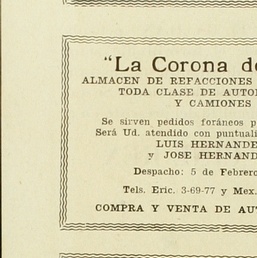 “La Corona de
ALMACEN DE REFACCIONES
TODA CLASE DE AUTO
Y CAMIONES
Se sirven pedidos foráneos p
Será Ud. atendido con puntuali
LUIS HERNANDE
y JOSE HERNAND
Despacho: 5 de Febrero
Tels. Eric. 3-69-77 y Mex.
COMPRA Y VENTA DE AU